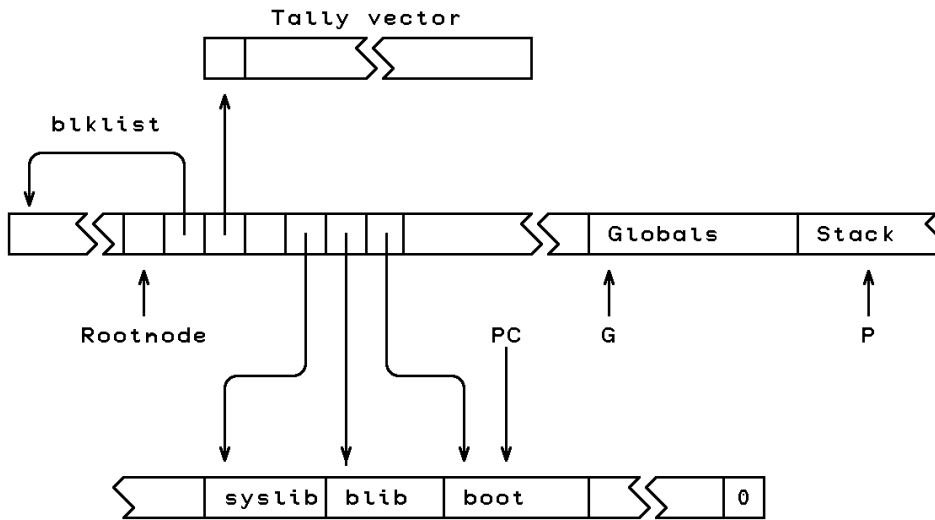 Tally vector
blklist
Globals Stack
Rootnode PC G P
syslib blib boot 0